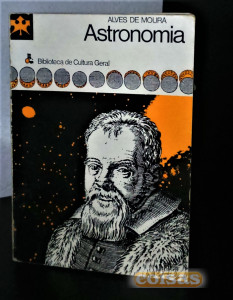 ALVES DE MOURA
Astronomia
Biblioteca de Cultura Geral
coisas